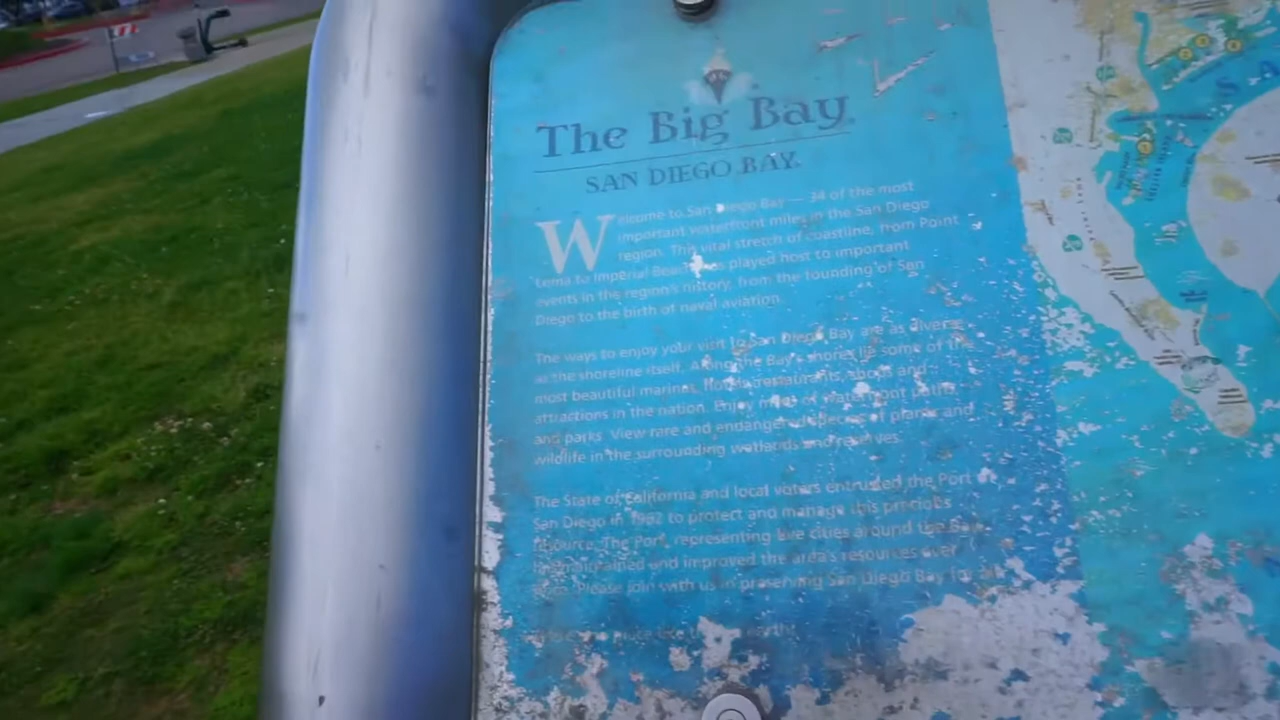 The Big Bay
SAN DIEGO BAY
Welcome to San Diego Bay — 34 of the most
important waterfront miles in the San Diego
region. This vital stretch of coastline, from Point
Loma to Imperial Beach has played host to important
events in the region's history, from the founding of San
Diego to the birth of naval aviation.
The ways to enjoy your visit to San Diego Bay are as diverse
as the shoreline itself. Along the Bay's shores lie some of the
most beautiful marinas, hotels, restaurants, shops and
attractions in the nation. Enjoy miles of waterfront paths
and parks. View rare and endangered species of plants and
wildlife in the surrounding wetlands and reserves.
The State of California and local voters entrusted the Port of
San Diego in 1962 to protect and manage this precious
resource. The Port, representing five cities around the Bay,
has maintained and improved the area's resources over
Please join with us in preserving San Diego Bay for
SA